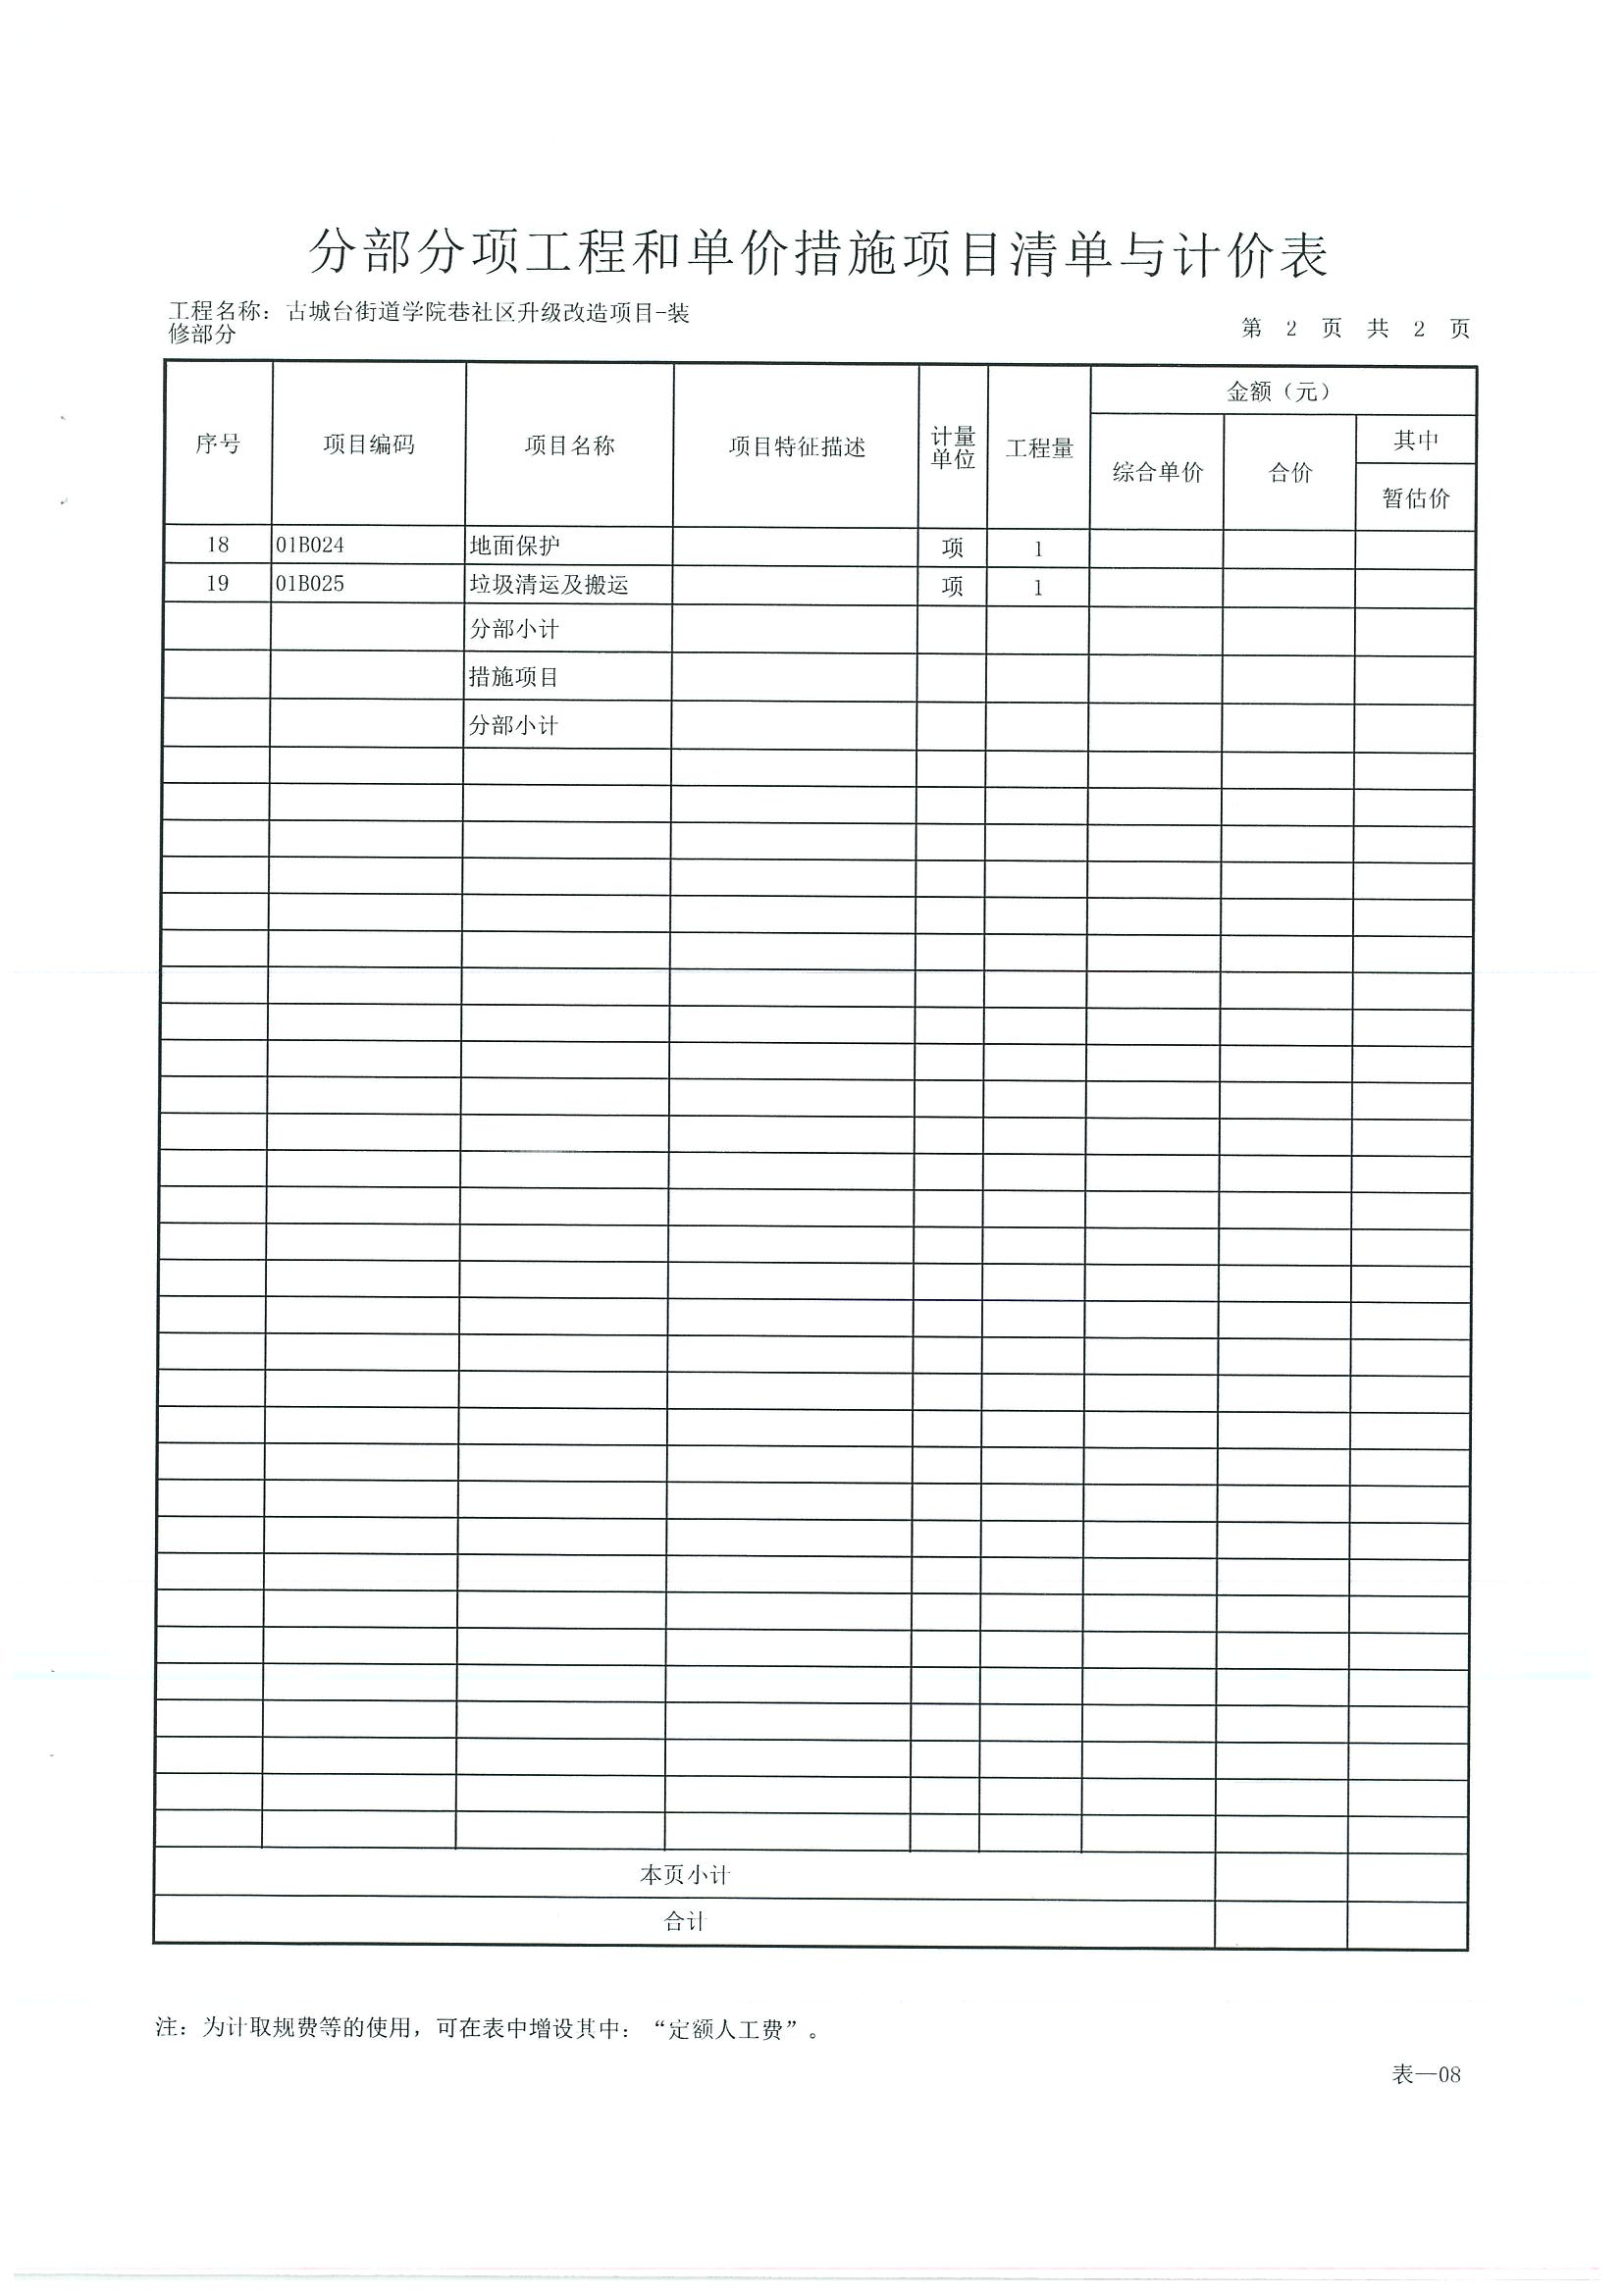 分部分项工程和单价措施项目清单与计价表
工程名称：古城台街道学院巷社区升级改造项目-装
修部分
第 2 页 共 2 页
序号 项目编码 项目名称 项目特征描述 计量
单位 工程量 金额（元）
综合单价 合价 其中
暂估价
18 01B024 地面保护 项 1
19 01B025 垃圾清运及搬运 项 1
分部小计
措施项目
分部小计
本页小计
合计
注：为计取规费等的使用，可在表中增设其中：“定额人工费”。
表—08